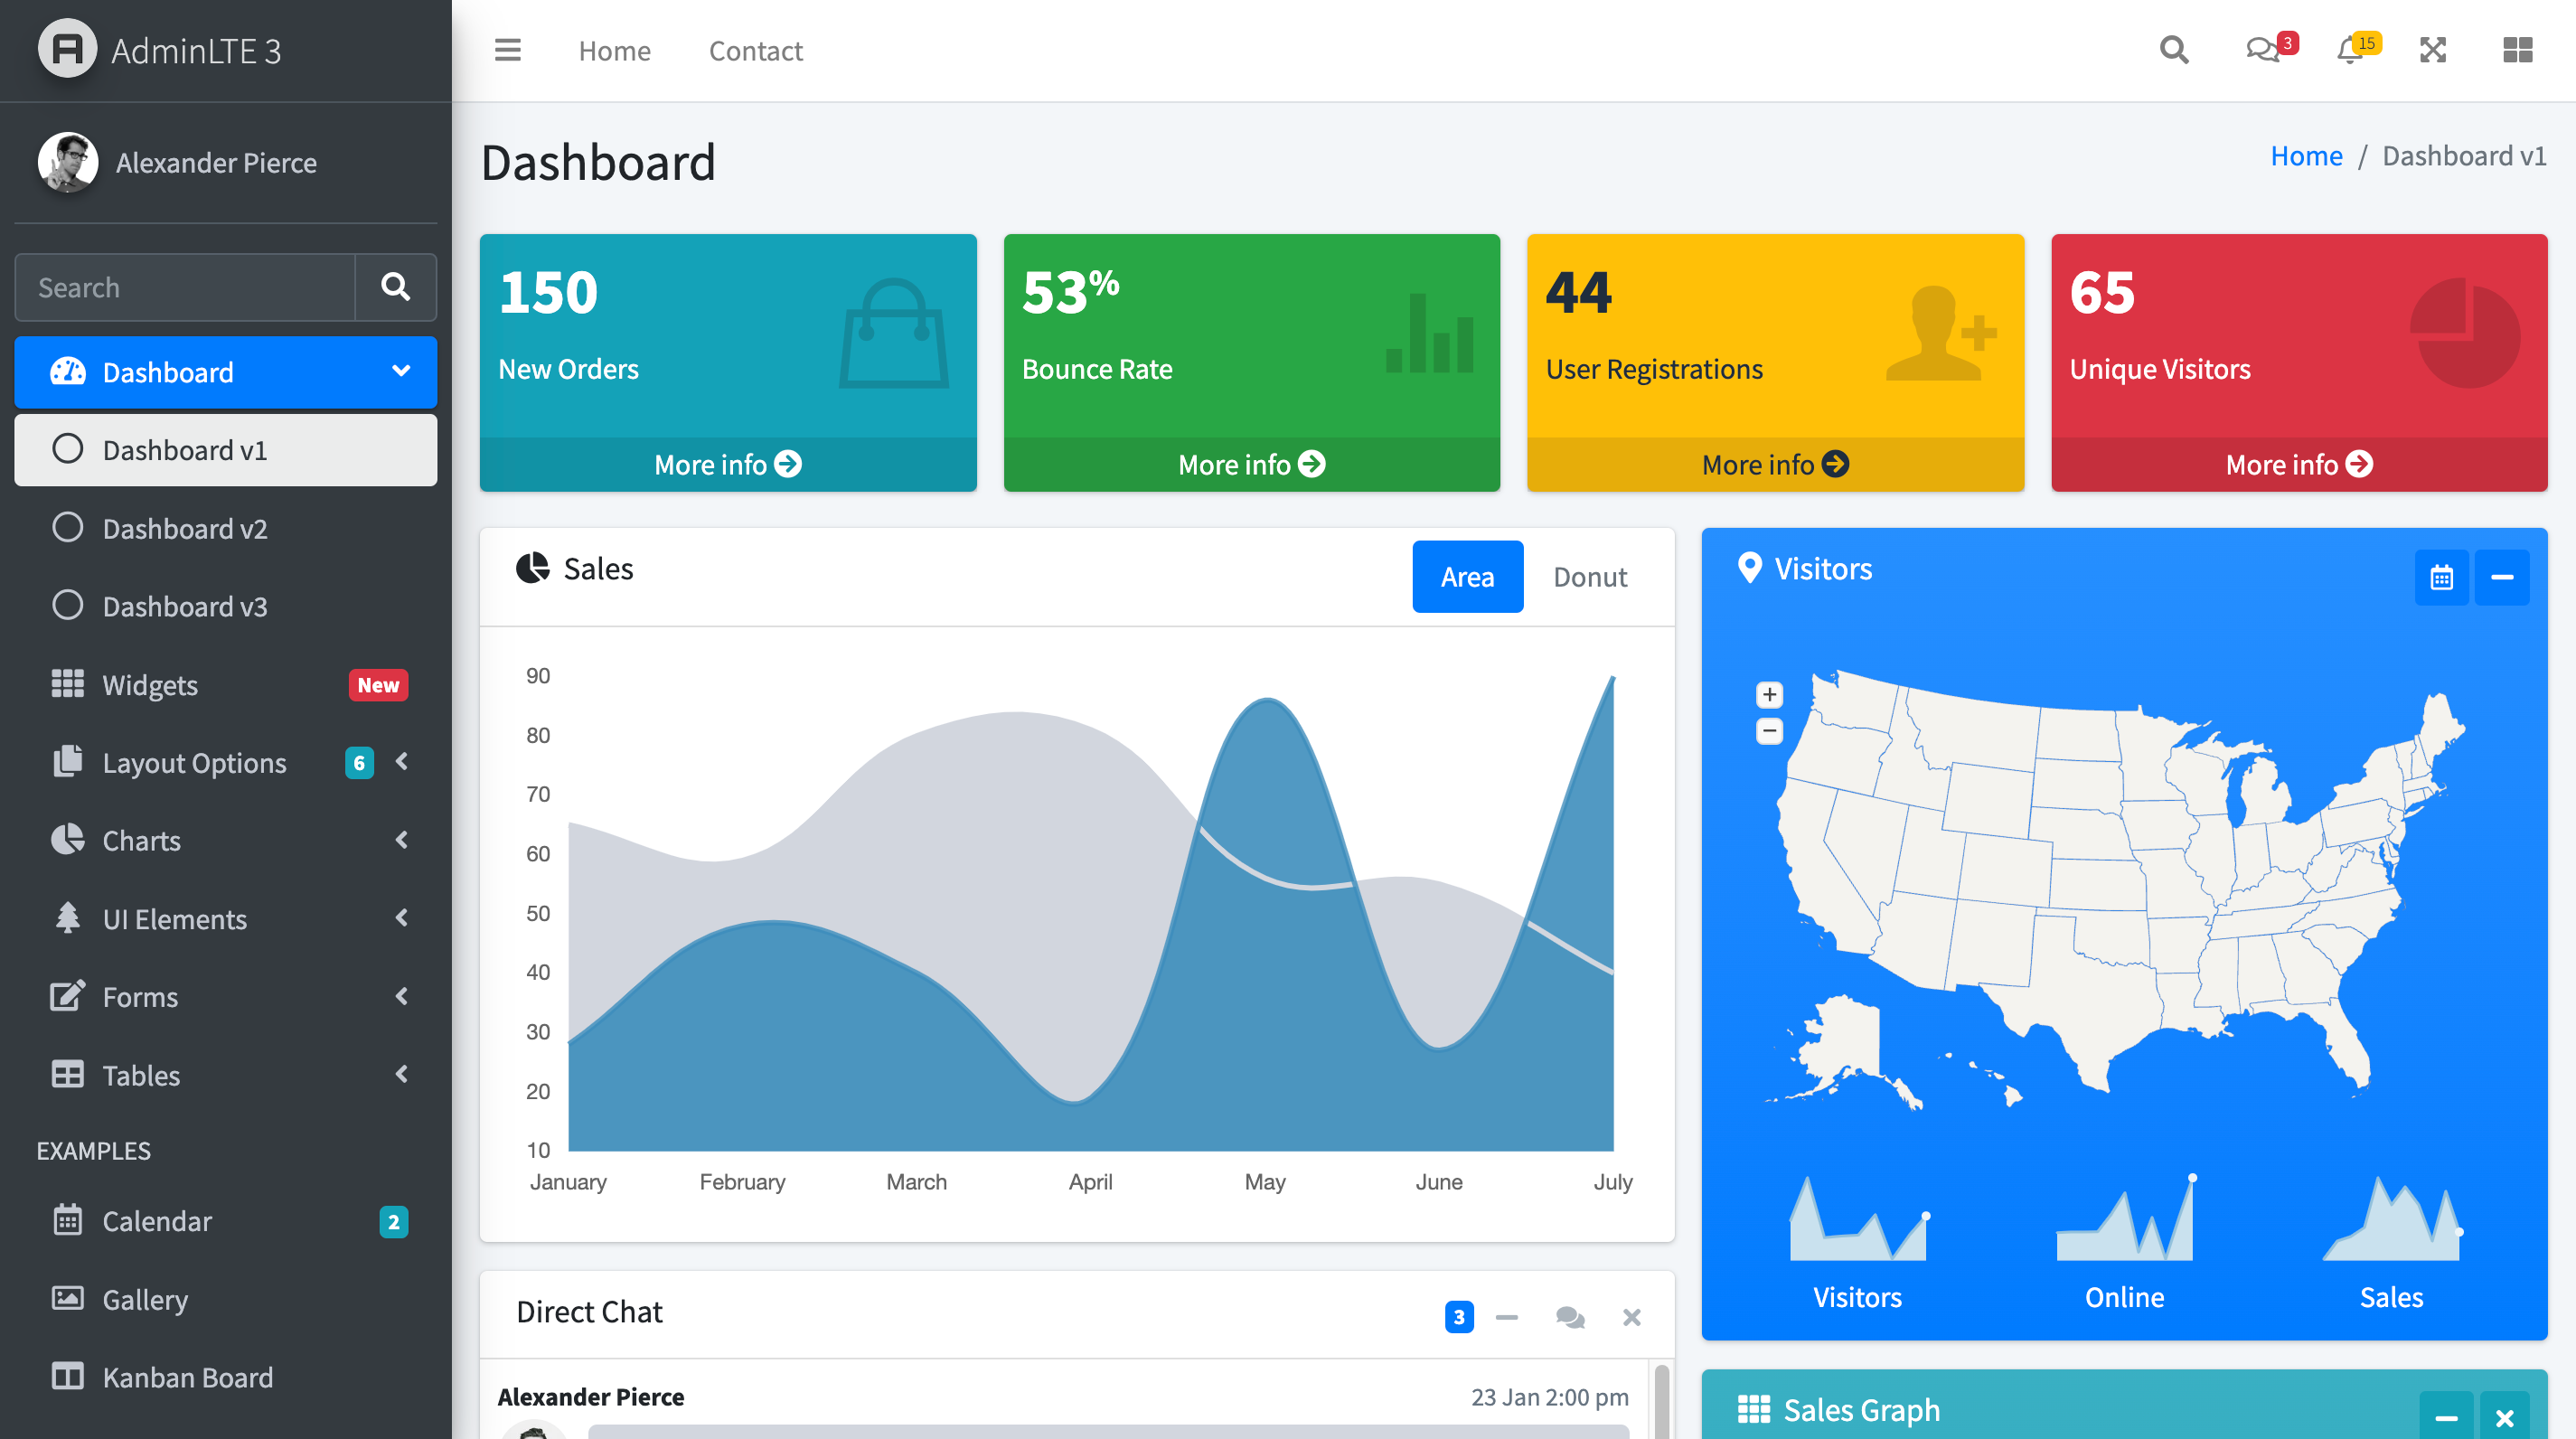 AdminLTE 3
Alexander Pierce
Search
Dashboard
Dashboard v1
Dashboard v2
Dashboard v3
Widgets New
Layout Options 6
Charts
UI Elements
Forms
Tables
EXAMPLES
Calendar 2
Gallery
Kanban Board
Home Contact 3 15
Dashboard
Home / Dashboard v1
150
New Orders
More info
53%
Bounce Rate
More info
44
User Registrations
More info
65
Unique Visitors
More info
Sales
Area Donut
90
80
70
60
50
40
30
20
10
January February March April May June July
Visitors
+
−
Visitors Online Sales
Direct Chat 3
Alexander Pierce 23 Jan 2:00 pm
Sales Graph